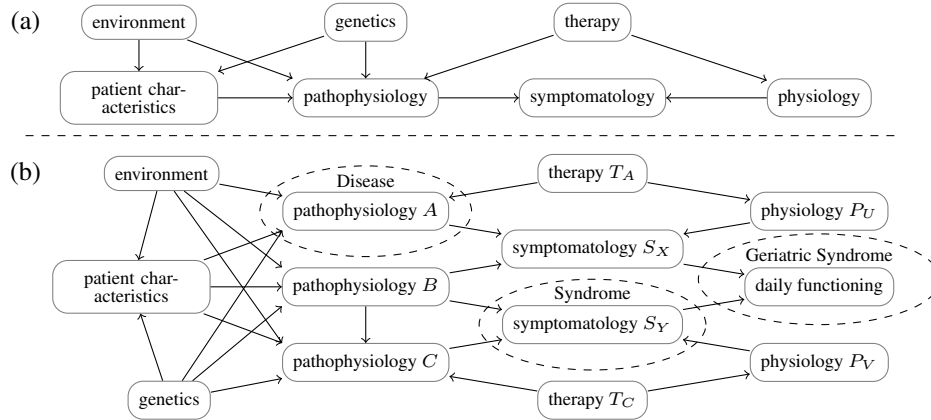 (a)
environment
genetics
therapy
patient char-
acteristics
pathophysiology
symptomatology
physiology
(b)
environment
Disease
therapy T_A
pathophysiology A
physiology P_U
symptomatology S_X
Geriatric Syndrome
patient char-
acteristics
pathophysiology B
Syndrome
daily functioning
symptomatology S_Y
pathophysiology C
physiology P_V
genetics
therapy T_C